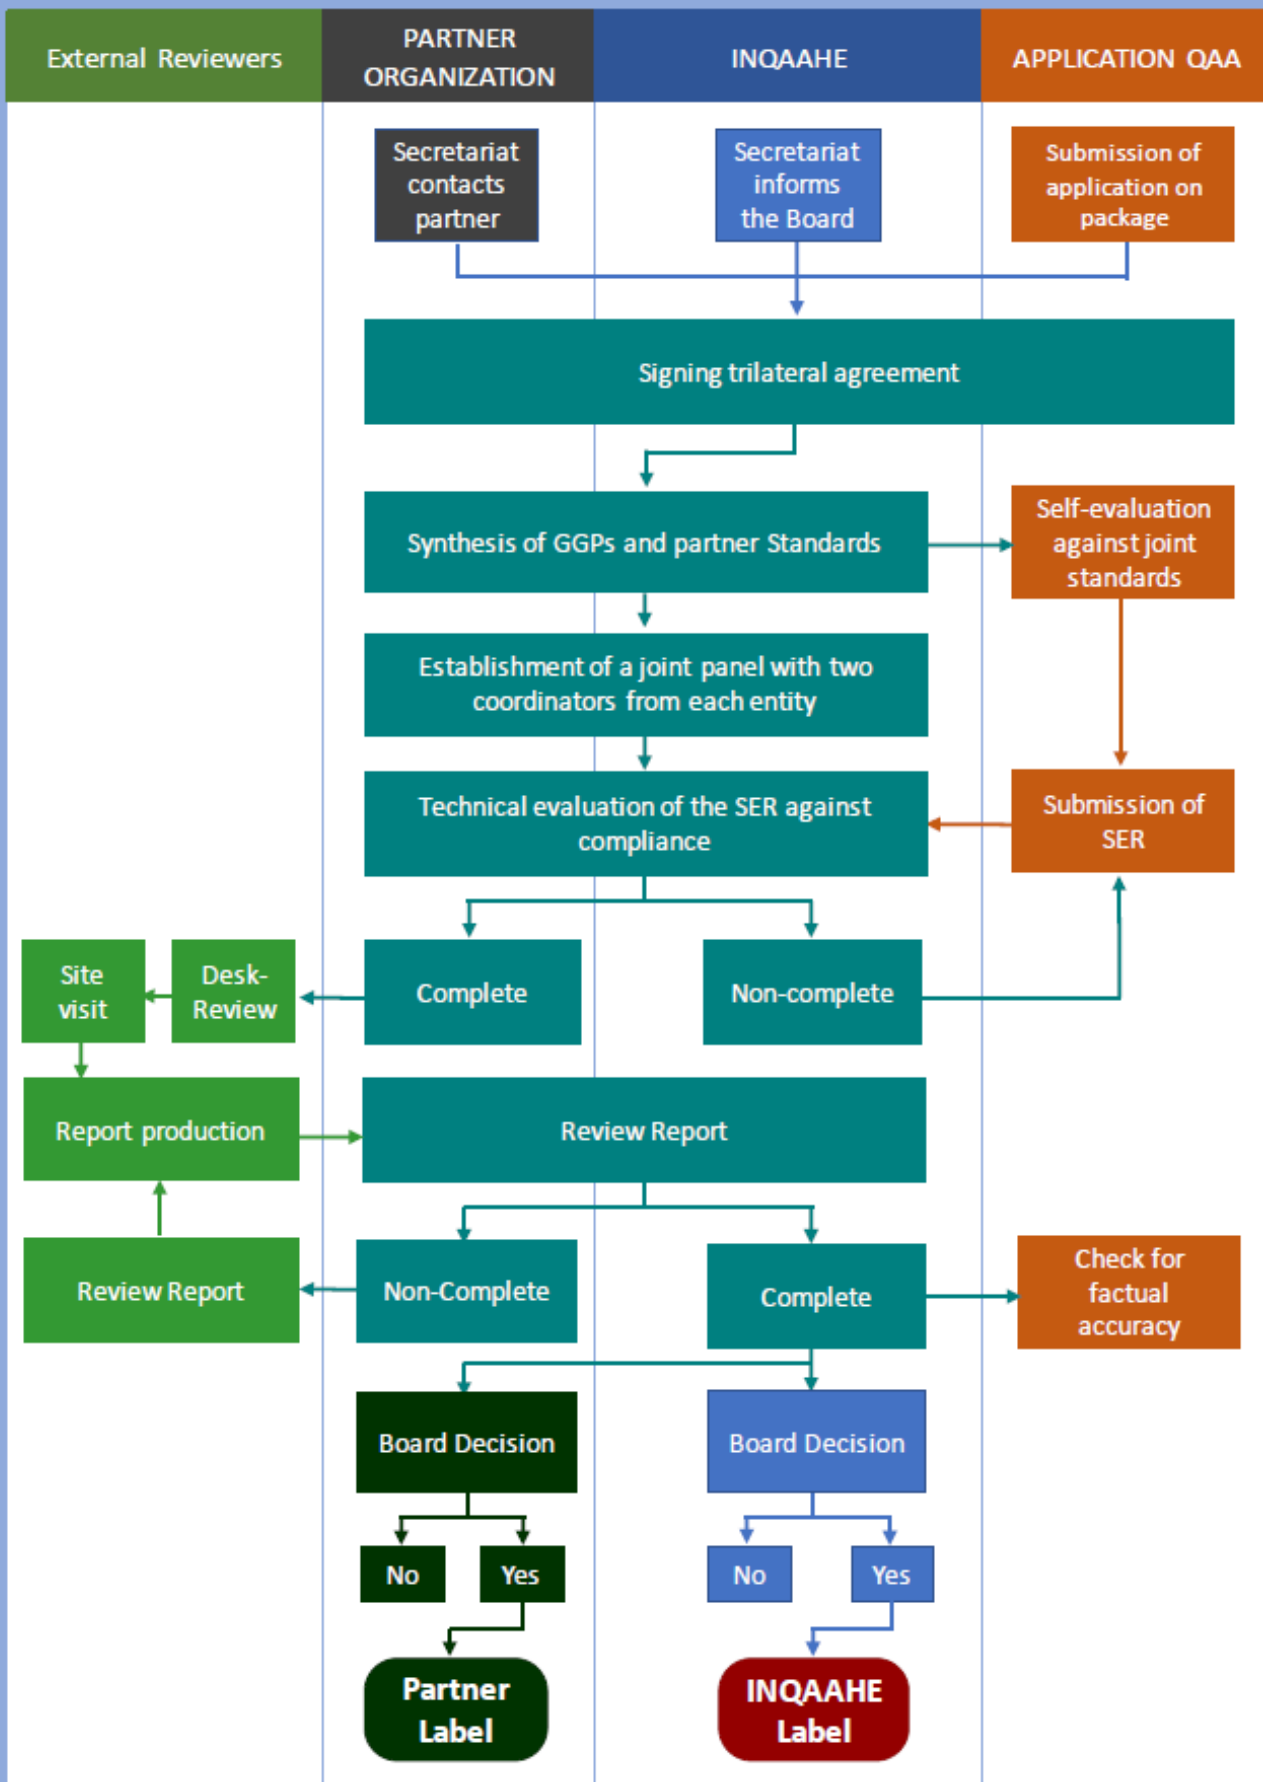 External Reviewers
PARTNER
ORGANIZATION
INQAAHE
APPLICATION QAA
Secretariat
contacts
partner
Secretariat
informs
the Board
Submission of
application on
package
Signing trilateral agreement
Synthesis of GGPs and partner Standards
Self-evaluation
against joint
standards
Establishment of a joint panel with two
coordinators from each entity
Technical evaluation of the SER against
compliance
Submission of
SER
Site
visit
Desk-
Review
Complete
Non-complete
Report production
Review Report
Review Report
Non-Complete
Complete
Check for
factual
accuracy
Board Decision
Board Decision
No
Yes
No
Yes
Partner
Label
INQAAHE
Label